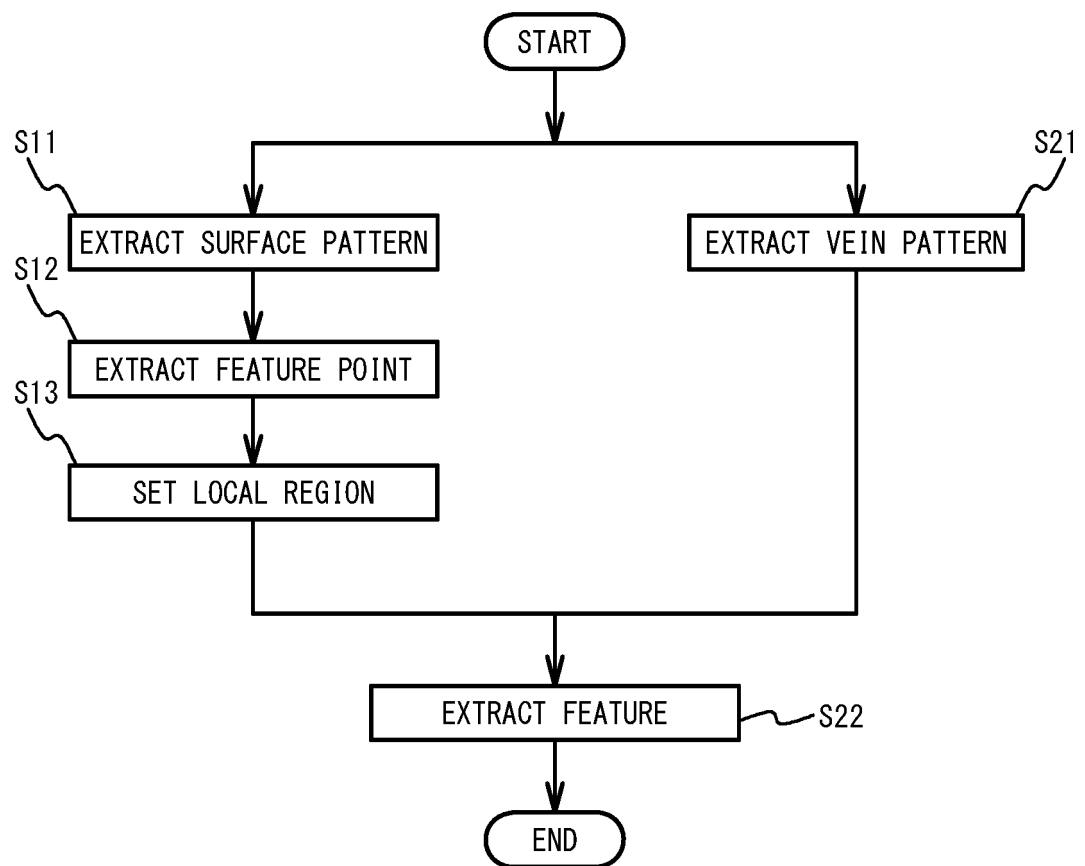 START
S11
S21
EXTRACT SURFACE PATTERN
EXTRACT VEIN PATTERN
S12
EXTRACT FEATURE POINT
S13
SET LOCAL REGION
EXTRACT FEATURE
S22
END